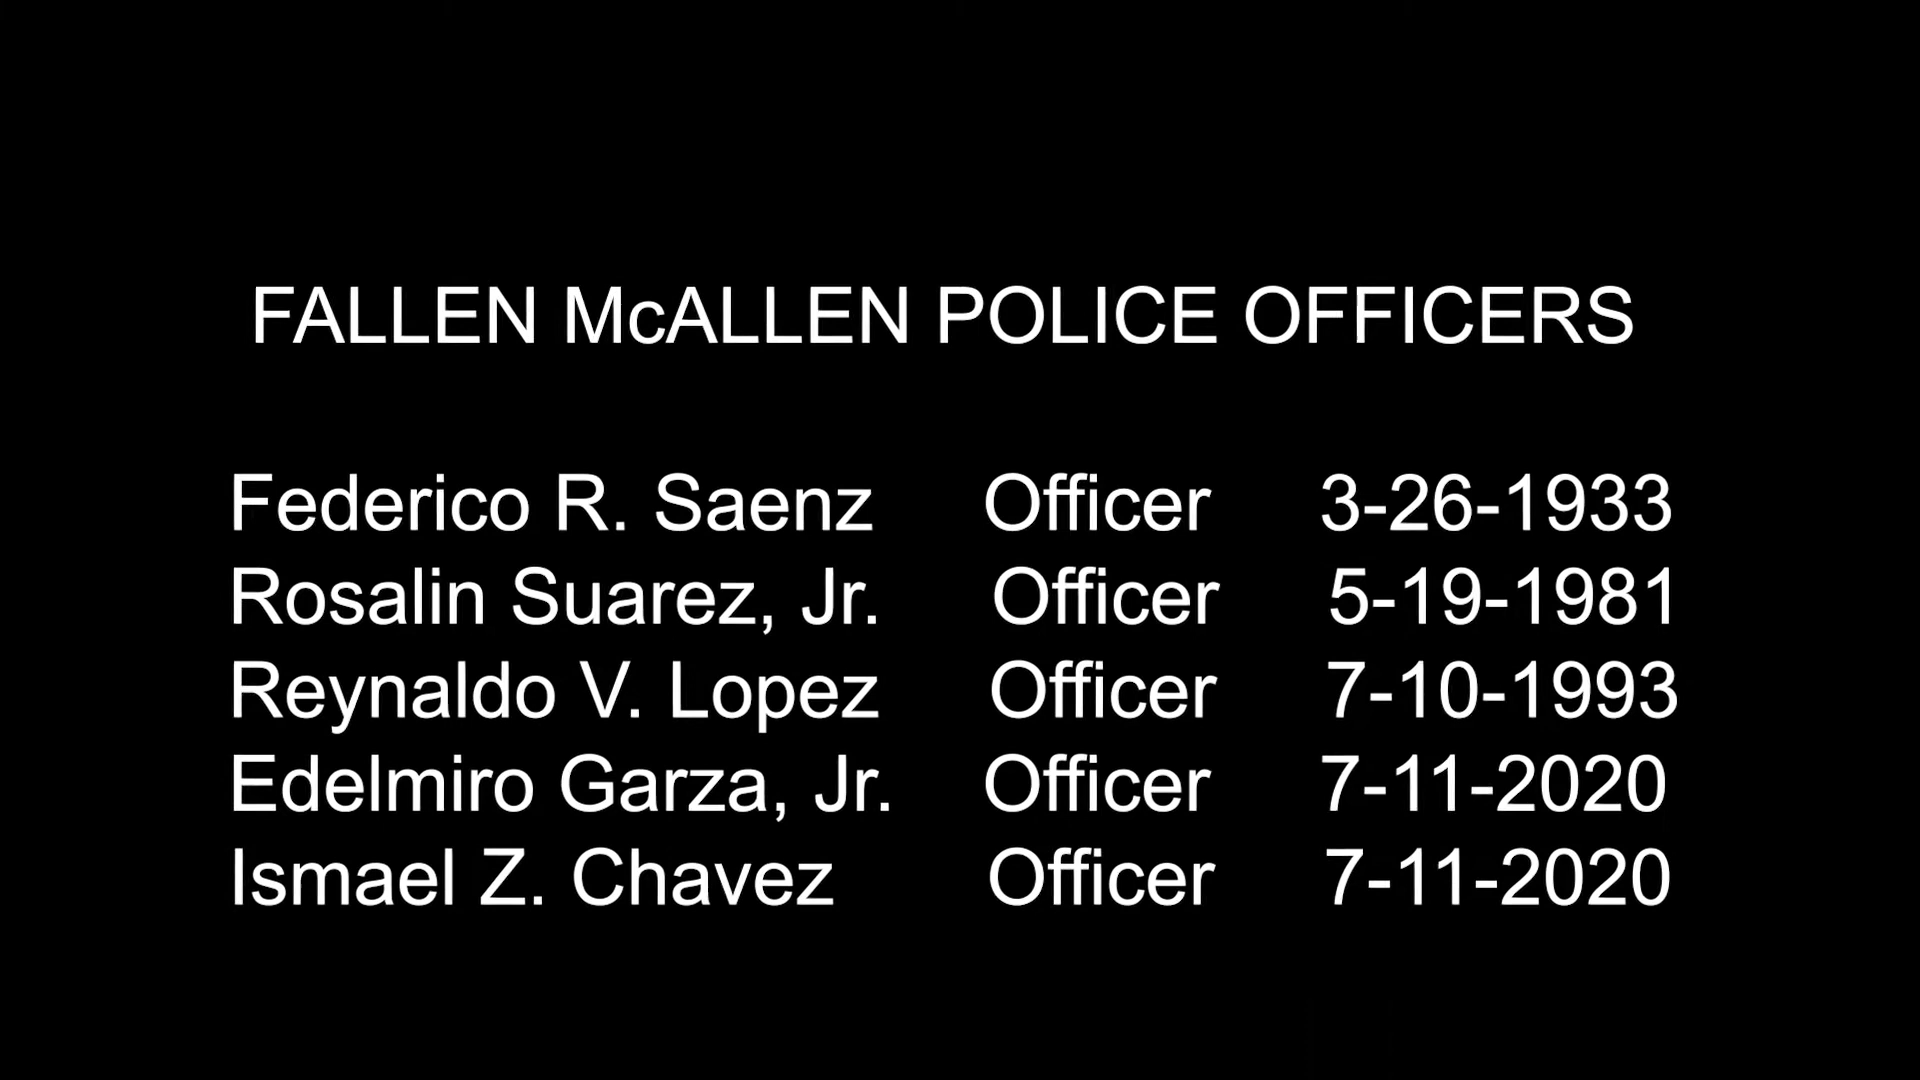 FALLEN McALLEN POLICE OFFICERS
Federico R. Saenz Officer 3-26-1933
Rosalin Suarez, Jr. Officer 5-19-1981
Reynaldo V. Lopez Officer 7-10-1993
Edelmiro Garza, Jr. Officer 7-11-2020
Ismael Z. Chavez Officer 7-11-2020